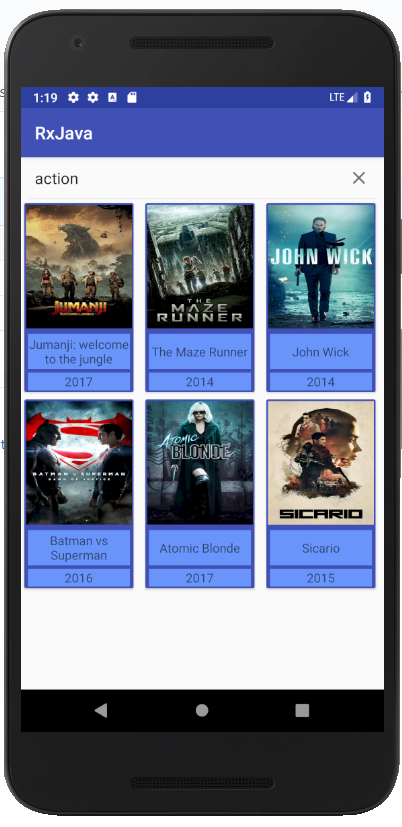 1:19
LTE
RxJava
action
JUMANJI
THE
MAZE
RUNNER
JOHN WICK
Jumanji: welcome
to the jungle
The Maze Runner
John Wick
2017
2014
2014
BATMAN V SUPERMAN
DAWN OF JUSTICE
ATOMIC
BLONDE
SICARIO
Batman vs
Superman
Atomic Blonde
Sicario
2016
2017
2015